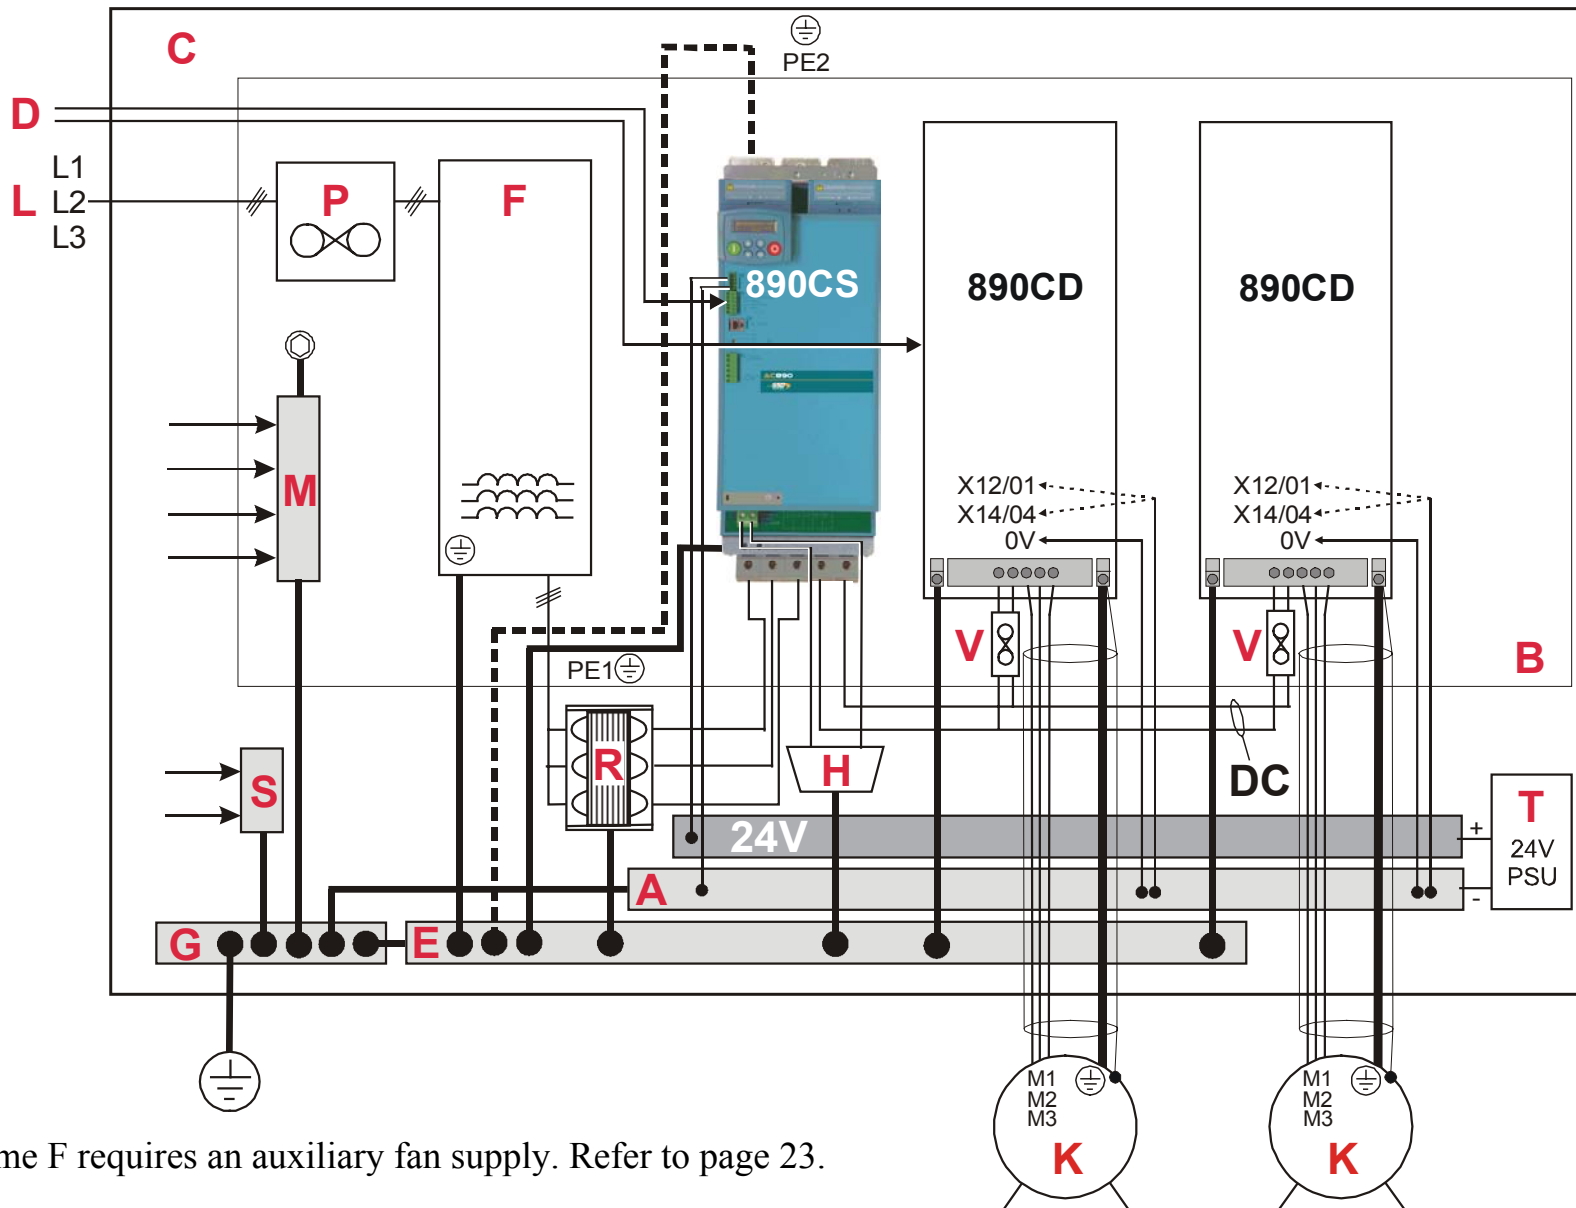 C
PE2
D
L1
L L2
L3
P
F
890CS
890CD
890CD
AC890
M
X12/01
X14/04
0V
X12/01
X14/04
0V
V
V
B
PE1
R
H
DC
S
T
24V
PSU
24V
+
A
-
G
E
M1
M2
M3
K
M1
M2
M3
K
me F requires an auxiliary fan supply. Refer to page 23.